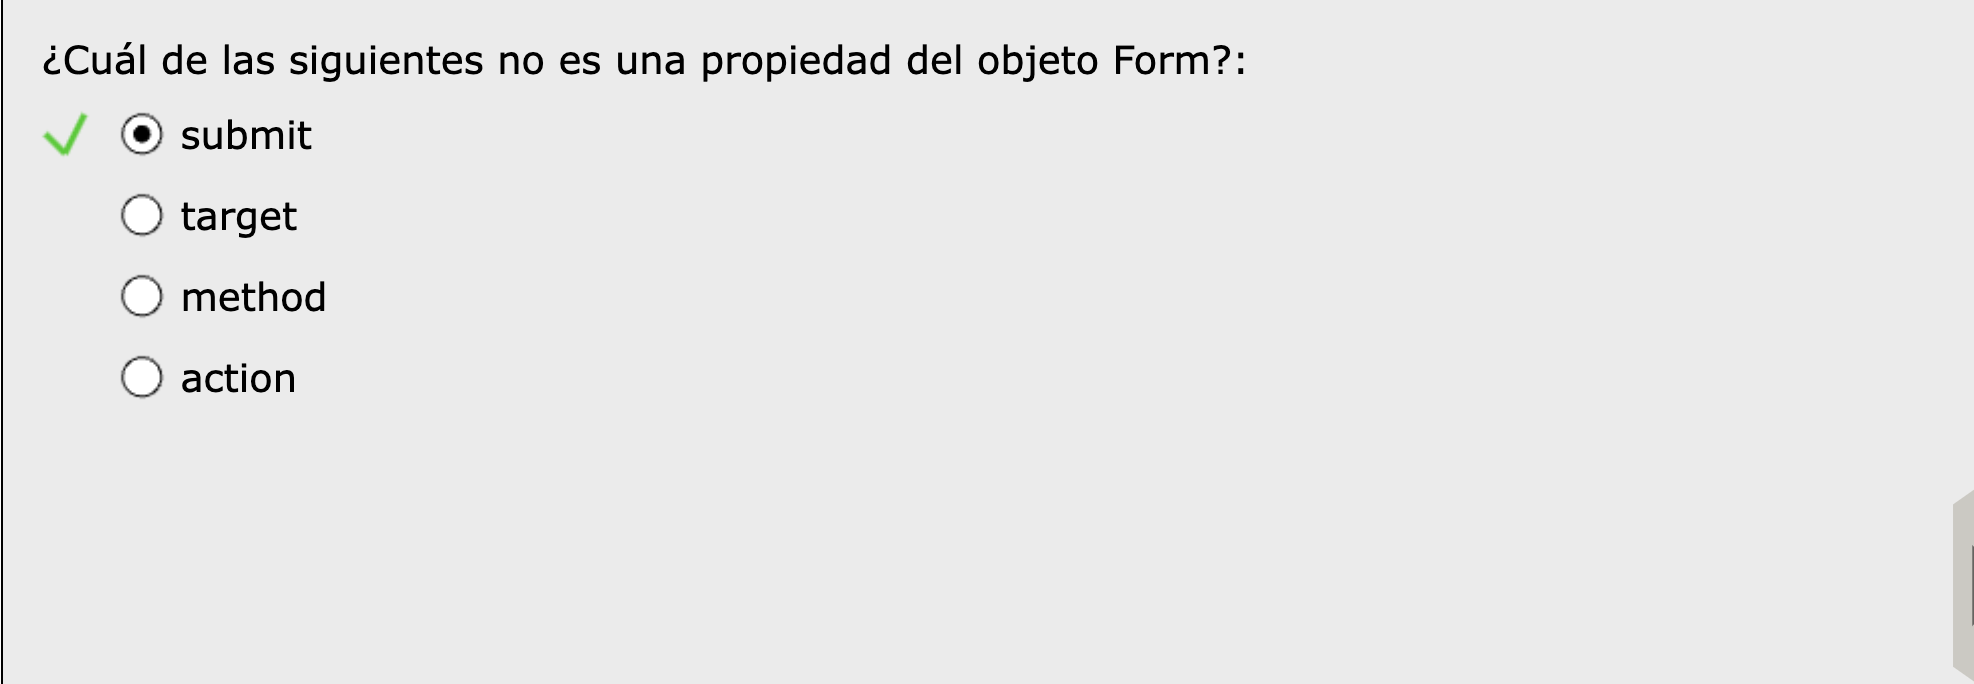 ¿Cuál de las siguientes no es una propiedad del objeto Form?:
submit
target
method
action